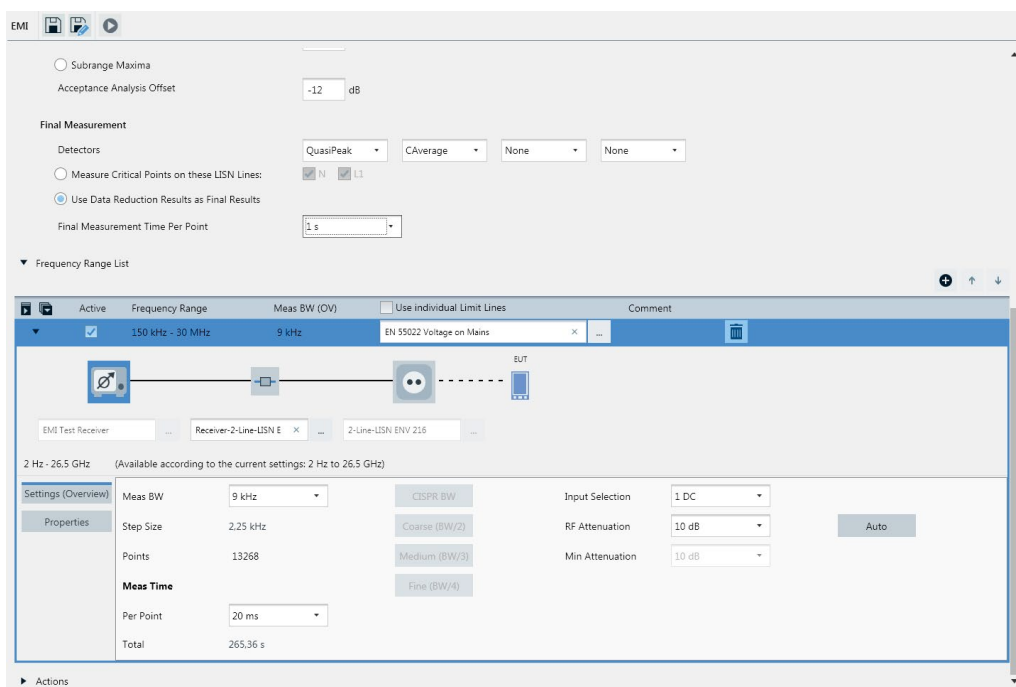 EMI
Subrange Maxima
Acceptance Analysis Offset -12 dB
Final Measurement
Detectors QuasiPeak CAverage None None
Measure Critical Points on these LISN Lines: N L1
Use Data Reduction Results as Final Results
Final Measurement Time Per Point 1 s
Frequency Range List
Active Frequency Range Meas BW (OV) Use individual Limit Lines Comment
150 kHz - 30 MHz 9 kHz EN 55022 Voltage on Mains × ...
EUT
EMI Test Receiver ... Receiver-2-Line-LISN E × ... 2-Line-LISN ENV 216 ...
2 Hz - 26,5 GHz (Available according to the current settings: 2 Hz to 26,5 GHz)
Settings (Overview) Meas BW 9 kHz CISPR BW Input Selection 1 DC
Properties Step Size 2,25 kHz Coarse (BW/2) RF Attenuation 10 dB Auto
Points 13268 Medium (BW/3) Min Attenuation 10 dB
Meas Time Fine (BW/4)
Per Point 20 ms
Total 265,36 s
Actions